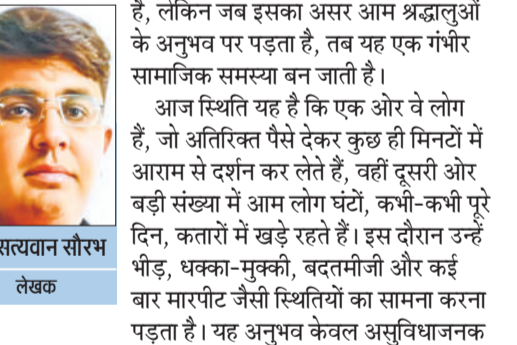 है, लेकिन जब इसका असर आम श्रद्धालुओं
के अनुभव पर पड़ता है, तब यह एक गंभीर
सामाजिक समस्या बन जाती है।
आज स्थिति यह है कि एक ओर वे लोग
हैं, जो अतिरिक्त पैसे देकर कुछ ही मिनटों में
आराम से दर्शन कर लेते हैं, वहीं दूसरी ओर
बड़ी संख्या में आम लोग घंटों, कभी-कभी पूरे
दिन, कतारों में खड़े रहते हैं। इस दौरान उन्हें
भीड़, धक्का-मुक्की, बदतमीजी और कई
बार मारपीट जैसी स्थितियों का सामना करना
पड़ता है। यह अनुभव केवल असुविधाजनक
सत्यवान सौरभ
लेखक